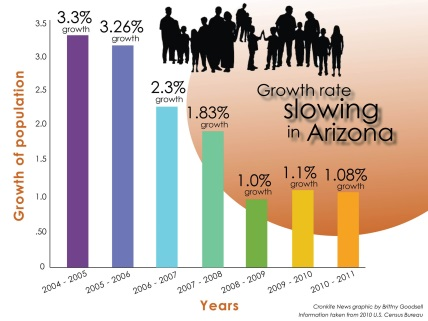 Growth rate
slowing
in Arizona
Growth of population
3.5
3.0
2.5
2.0
1.5
1.0
.50
0
3.3%
growth
3.26%
growth
2.3%
growth
1.83%
growth
1.0%
growth
1.1%
growth
1.08%
growth
2004 - 2005
2005 - 2006
2006 - 2007
2007 - 2008
2008 - 2009
2009 - 2010
2010 - 2011
Years
Cronkite News graphic by Brittny Goodsell
Information taken from 2010 U.S. Census Bureau